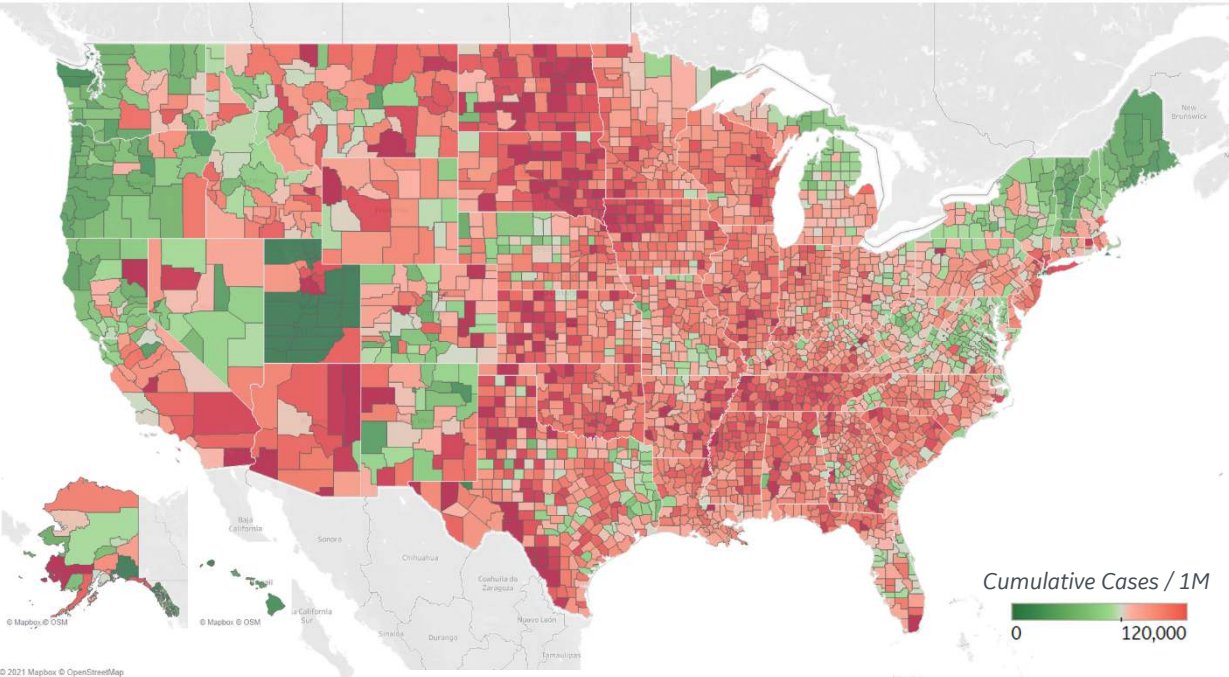 New
Brunswick
Baja
California
Sonora
Chihuahua
Coahuila de
Zaragoza
Nuevo León
Sinaloa
Durango
Tamaulipas
a California
Sur
Cumulative Cases / 1M
0
120,000
© Mapbox © OSM
© Mapbox © OSM
© 2021 Mapbox © OpenStreetMap